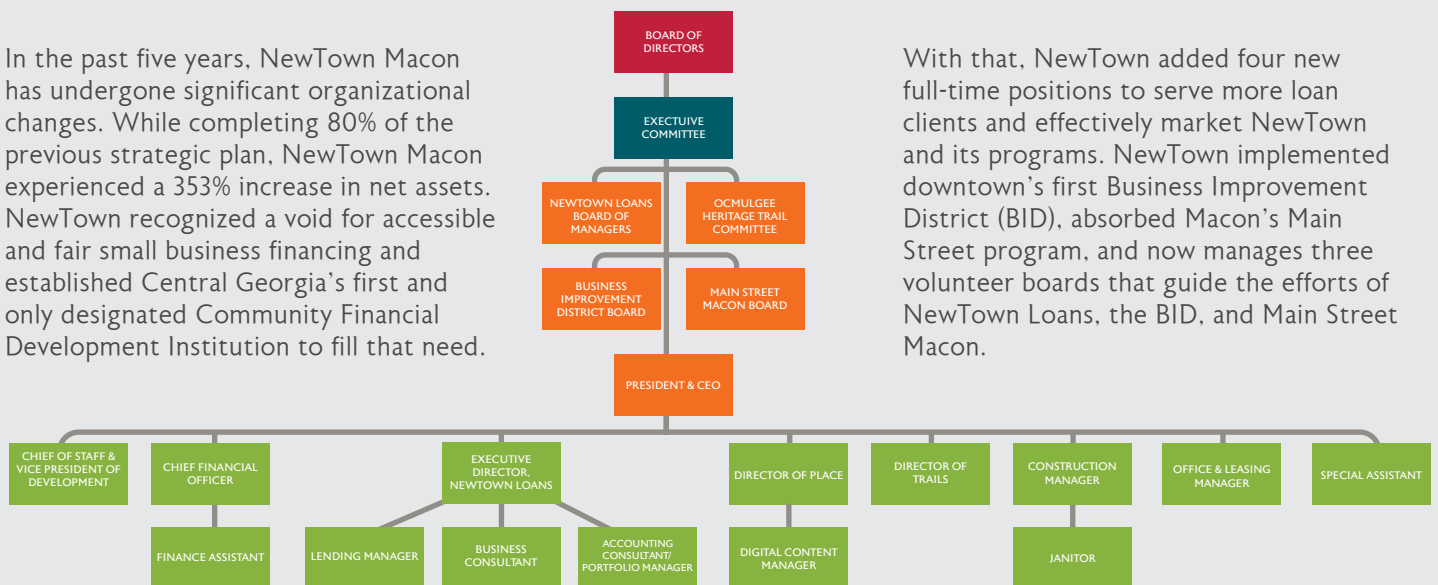 In the past five years, NewTown Macon
has undergone significant organizational
changes. While completing 80% of the
previous strategic plan, NewTown Macon
experienced a 353% increase in net assets.
NewTown recognized a void for accessible
and fair small business financing and
established Central Georgia's first and
only designated Community Financial
Development Institution to fill that need.
BOARD OF
DIRECTORS
EXECTUIVE
COMMITTEE
NEWTOWN LOANS
BOARD OF
MANAGERS
OCMULGEE
HERITAGE TRAIL
COMMITTEE
BUSINESS
IMPROVEMENT
DISTRICT BOARD
MAIN STREET
MACON BOARD
PRESIDENT & CEO
With that, NewTown added four new
full-time positions to serve more loan
clients and effectively market NewTown
and its programs. NewTown implemented
downtown's first Business Improvement
District (BID), absorbed Macon's Main
Street program, and now manages three
volunteer boards that guide the efforts of
NewTown Loans, the BID, and Main Street
Macon.
CHIEF OF STAFF &
VICE PRESIDENT OF
DEVELOPMENT
CHIEF FINANCIAL
OFFICER
EXECUTIVE
DIRECTOR,
NEWTOWN LOANS
DIRECTOR OF PLACE
DIRECTOR OF
TRAILS
CONSTRUCTION
MANAGER
OFFICE & LEASING
MANAGER
SPECIAL ASSISTANT
FINANCE ASSISTANT
LENDING MANAGER
BUSINESS
CONSULTANT
ACCOUNTING
CONSULTANT/
PORTFOLIO MANAGER
DIGITAL CONTENT
MANAGER
JANITOR